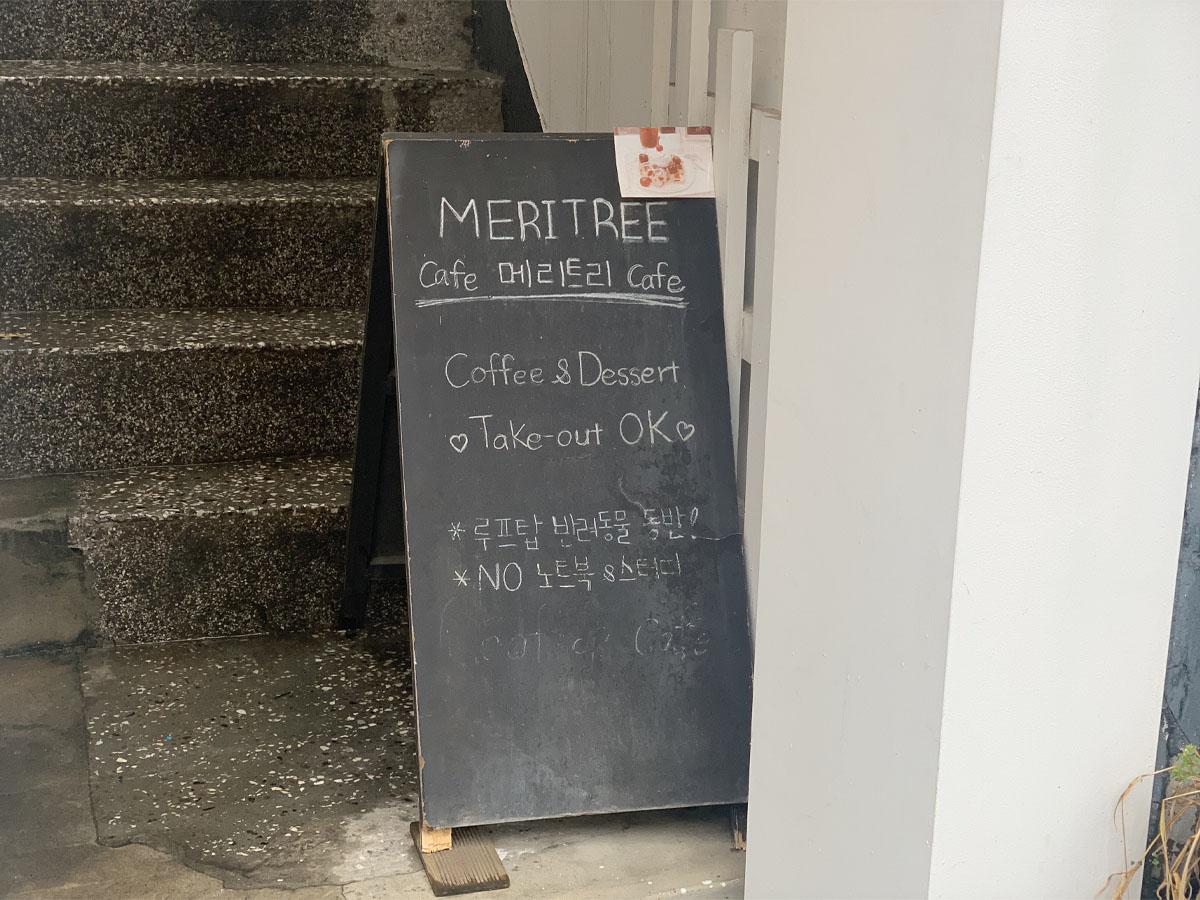 MERITREE
Cafe 메리트리 Cafe
Coffee & Dessert
♡ Take-out OK ♡
* 루프탑 반려동물 동반!
* NO 노트북 & 스터디
Cafe